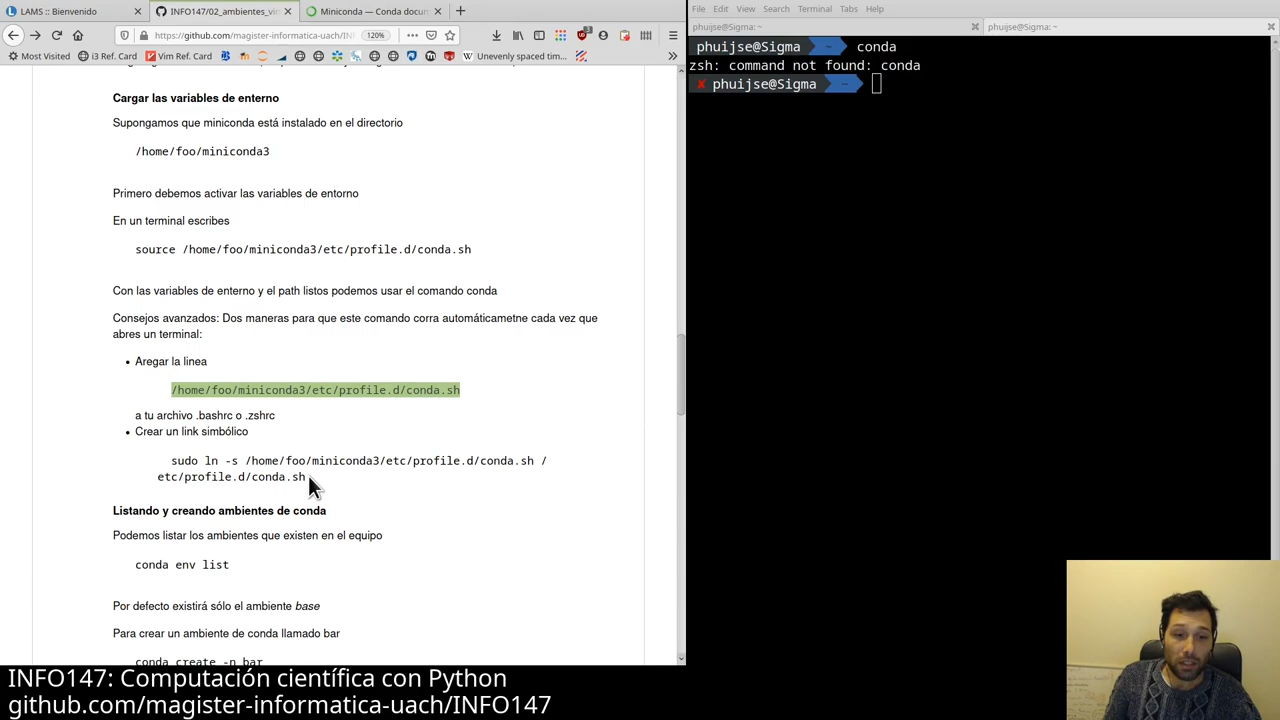 LAMS :: Bienvenido
INFO147/02_ambientes_vi
Miniconda — Conda docu
https://github.com/magister-informatica-uach/IN
120%
Most Visited
i3 Ref. Card
Vim Ref. Card
Unevenly spaced tim…
Cargar las variables de enterno
Supongamos que miniconda está instalado en el directorio
/home/foo/miniconda3
Primero debemos activar las variables de entorno
En un terminal escribes
source /home/foo/miniconda3/etc/profile.d/conda.sh
Con las variables de enterno y el path listos podemos usar el comando conda
Consejos avanzados: Dos maneras para que este comando corra automáticametne cada vez que
abres un terminal:
• Aregar la linea
/home/foo/miniconda3/etc/profile.d/conda.sh
a tu archivo .bashrc o .zshrc
• Crear un link simbólico
sudo ln -s /home/foo/miniconda3/etc/profile.d/conda.sh /
etc/profile.d/conda.sh
Listando y creando ambientes de conda
Podemos listar los ambientes que existen en el equipo
conda env list
Por defecto existirá sólo el ambiente base
Para crear un ambiente de conda llamado bar
conda create -n bar
File Edit View Search Terminal Tabs Help
phuijse@Sigma: ~
phuijse@Sigma: ~
phuijse@Sigma ~ conda
zsh: command not found: conda
✘ phuijse@Sigma ~
INFO147: Computación científica con Python
github.com/magister-informatica-uach/INFO147